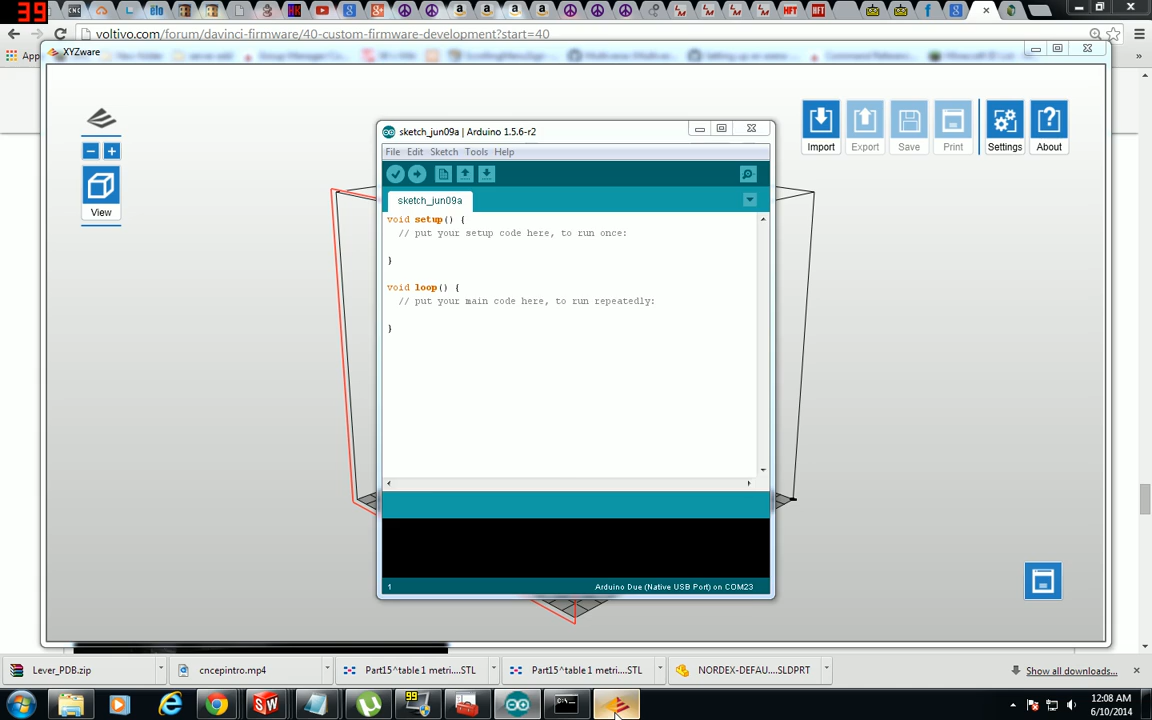 39
voltivo.com/forum/davinci-firmware/40-custom-firmware-development?start=40
XYZware
View
Import
Export
Save
Print
Settings
About
sketch_jun09a | Arduino 1.5.6-r2
File Edit Sketch Tools Help
sketch_jun09a
void setup() {
// put your setup code here, to run once:
}
void loop() {
// put your main code here, to run repeatedly:
}
1
Arduino Due (Native USB Port) on COM23
Lever_PDB.zip
cncepintro.mp4
Part15^table 1 metri....STL
Part15^table 1 metri....STL
NORDEX-DEFAU....SLDPRT
Show all downloads...
99
12:08 AM
6/10/2014